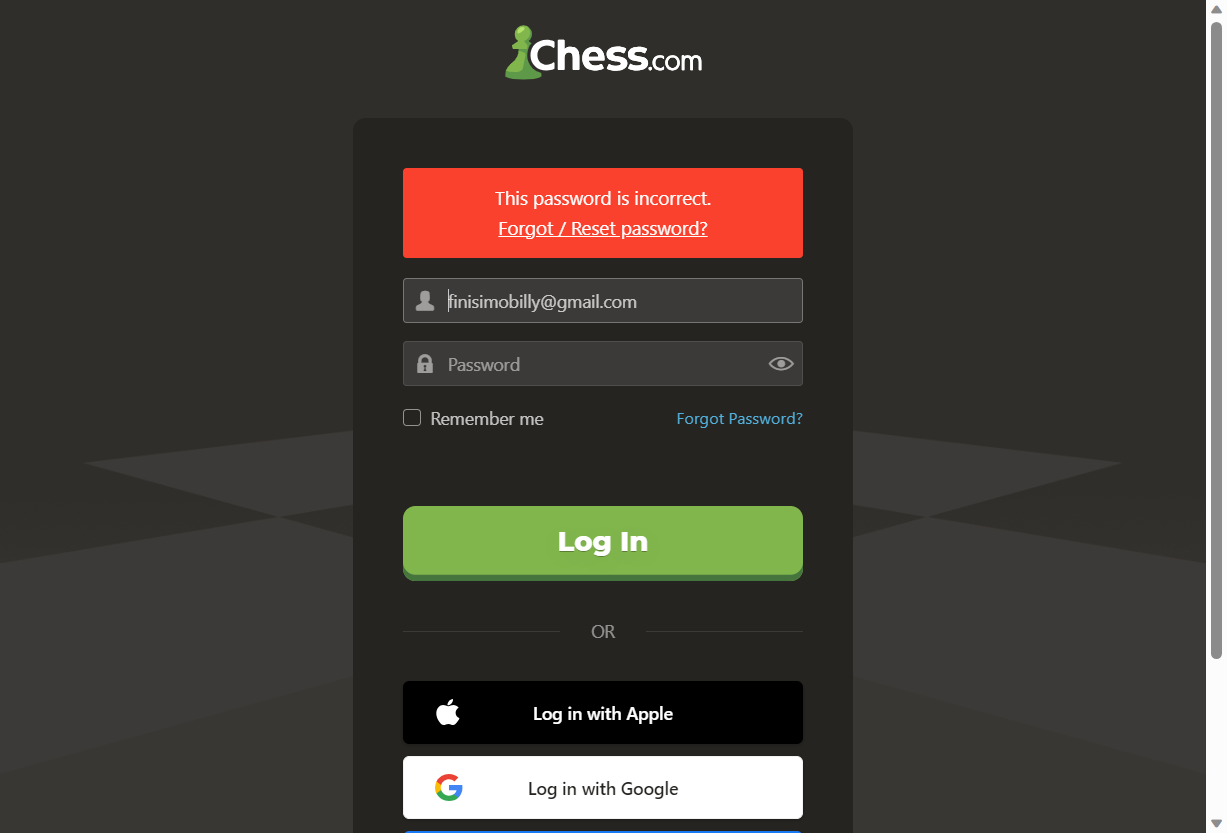 Chess.com
This password is incorrect.
Forgot / Reset password?
finisimobilly@gmail.com
Password
Remember me
Forgot Password?
Log In
OR
Log in with Apple
Log in with Google